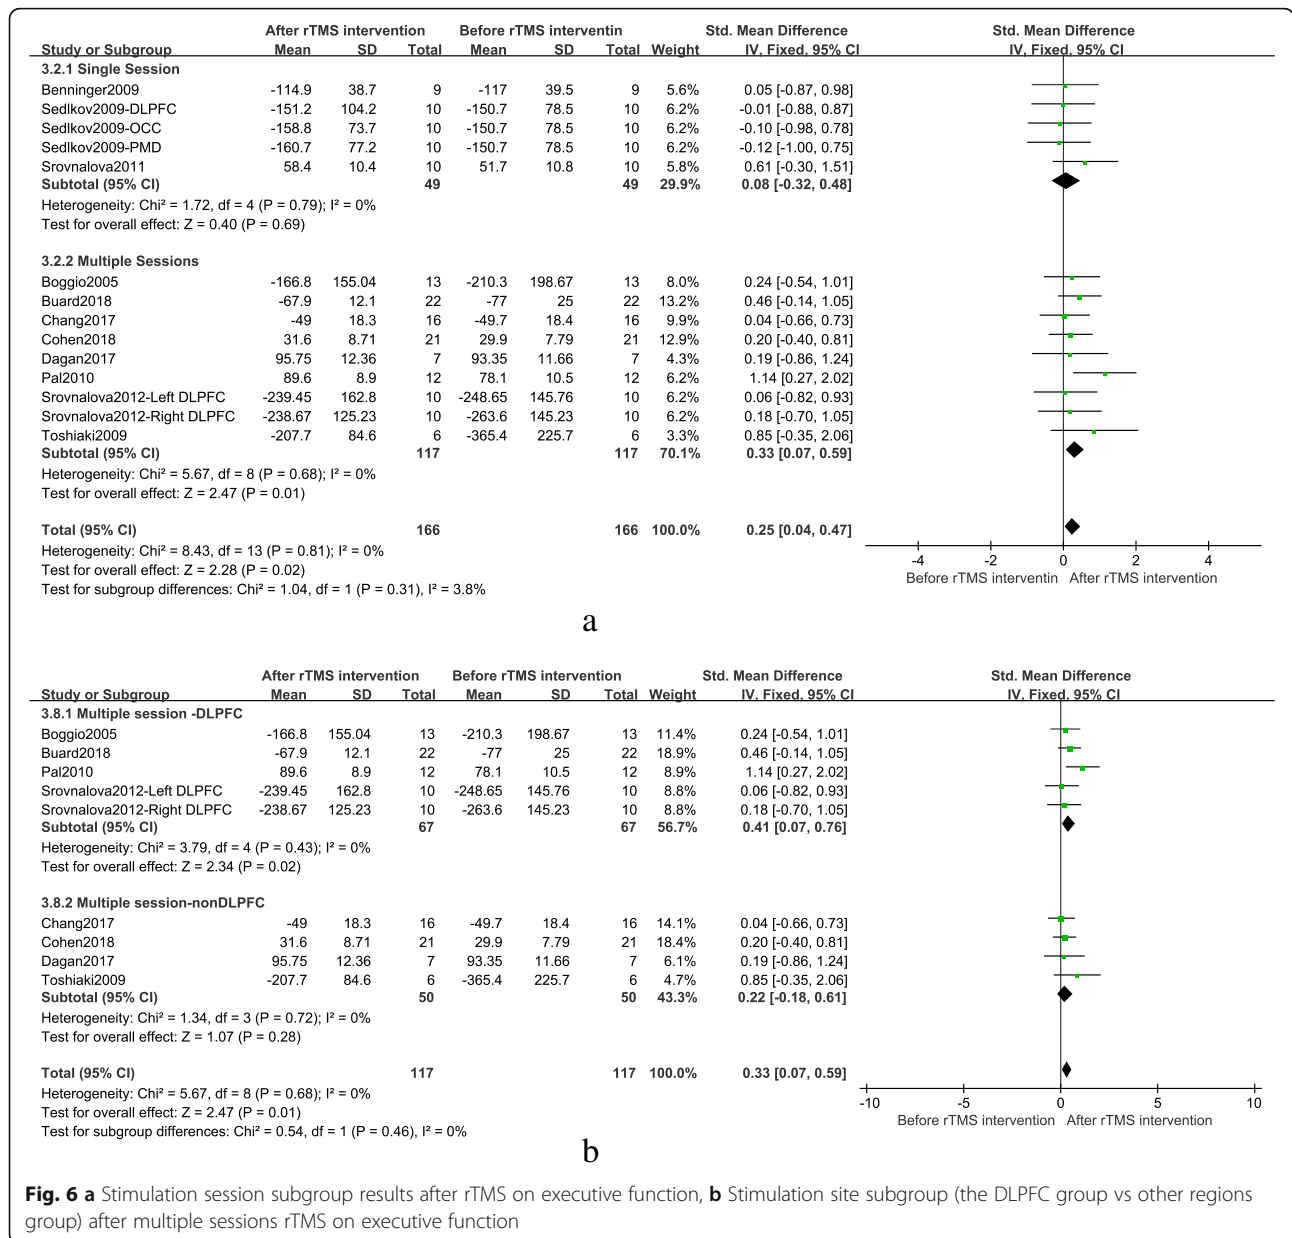 After rTMS intervention Before rTMS interventin Std. Mean Difference Std. Mean Difference
Study or Subgroup Mean SD Total Mean SD Total Weight IV, Fixed, 95% CI IV, Fixed, 95% CI
3.2.1 Single Session
Benninger2009 -114.9 38.7 9 -117 39.5 9 5.6% 0.05 [-0.87, 0.98]
Sedlkov2009-DLPFC -151.2 104.2 10 -150.7 78.5 10 6.2% -0.01 [-0.88, 0.87]
Sedlkov2009-OCC -158.8 73.7 10 -150.7 78.5 10 6.2% -0.10 [-0.98, 0.78]
Sedlkov2009-PMD -160.7 77.2 10 -150.7 78.5 10 6.2% -0.12 [-1.00, 0.75]
Srovnalova2011 58.4 10.4 10 51.7 10.8 10 5.8% 0.61 [-0.30, 1.51]
Subtotal (95% CI) 49 49 29.9% 0.08 [-0.32, 0.48]
Heterogeneity: Chi² = 1.72, df = 4 (P = 0.79); I² = 0%
Test for overall effect: Z = 0.40 (P = 0.69)
3.2.2 Multiple Sessions
Boggio2005 -166.8 155.04 13 -210.3 198.67 13 8.0% 0.24 [-0.54, 1.01]
Buard2018 -67.9 12.1 22 -77 25 22 13.2% 0.46 [-0.14, 1.05]
Chang2017 -49 18.3 16 -49.7 18.4 16 9.9% 0.04 [-0.66, 0.73]
Cohen2018 31.6 8.71 21 29.9 7.79 21 12.9% 0.20 [-0.40, 0.81]
Dagan2017 95.75 12.36 7 93.35 11.66 7 4.3% 0.19 [-0.86, 1.24]
Pal2010 89.6 8.9 12 78.1 10.5 12 6.2% 1.14 [0.27, 2.02]
Srovnalova2012-Left DLPFC -239.45 162.8 10 -248.65 145.76 10 6.2% 0.06 [-0.82, 0.93]
Srovnalova2012-Right DLPFC -238.67 125.23 10 -263.6 145.23 10 6.2% 0.18 [-0.70, 1.05]
Toshiaki2009 -207.7 84.6 6 -365.4 225.7 6 3.3% 0.85 [-0.35, 2.06]
Subtotal (95% CI) 117 117 70.1% 0.33 [0.07, 0.59]
Heterogeneity: Chi² = 5.67, df = 8 (P = 0.68); I² = 0%
Test for overall effect: Z = 2.47 (P = 0.01)
Total (95% CI) 166 166 100.0% 0.25 [0.04, 0.47]
Heterogeneity: Chi² = 8.43, df = 13 (P = 0.81); I² = 0%
Test for overall effect: Z = 2.28 (P = 0.02)
Test for subgroup differences: Chi² = 1.04, df = 1 (P = 0.31), I² = 3.8%
-4 -2 0 2 4
Before rTMS interventin After rTMS intervention
a
After rTMS intervention Before rTMS intervention Std. Mean Difference Std. Mean Difference
Study or Subgroup Mean SD Total Mean SD Total Weight IV, Fixed, 95% CI IV, Fixed, 95% CI
3.8.1 Multiple session -DLPFC
Boggio2005 -166.8 155.04 13 -210.3 198.67 13 11.4% 0.24 [-0.54, 1.01]
Buard2018 -67.9 12.1 22 -77 25 22 18.9% 0.46 [-0.14, 1.05]
Pal2010 89.6 8.9 12 78.1 10.5 12 8.9% 1.14 [0.27, 2.02]
Srovnalova2012-Left DLPFC -239.45 162.8 10 -248.65 145.76 10 8.8% 0.06 [-0.82, 0.93]
Srovnalova2012-Right DLPFC -238.67 125.23 10 -263.6 145.23 10 8.8% 0.18 [-0.70, 1.05]
Subtotal (95% CI) 67 67 56.7% 0.41 [0.07, 0.76]
Heterogeneity: Chi² = 3.79, df = 4 (P = 0.43); I² = 0%
Test for overall effect: Z = 2.34 (P = 0.02)
3.8.2 Multiple session-nonDLPFC
Chang2017 -49 18.3 16 -49.7 18.4 16 14.1% 0.04 [-0.66, 0.73]
Cohen2018 31.6 8.71 21 29.9 7.79 21 18.4% 0.20 [-0.40, 0.81]
Dagan2017 95.75 12.36 7 93.35 11.66 7 6.1% 0.19 [-0.86, 1.24]
Toshiaki2009 -207.7 84.6 6 -365.4 225.7 6 4.7% 0.85 [-0.35, 2.06]
Subtotal (95% CI) 50 50 43.3% 0.22 [-0.18, 0.61]
Heterogeneity: Chi² = 1.34, df = 3 (P = 0.72); I² = 0%
Test for overall effect: Z = 1.07 (P = 0.28)
Total (95% CI) 117 117 100.0% 0.33 [0.07, 0.59]
Heterogeneity: Chi² = 5.67, df = 8 (P = 0.68); I² = 0%
Test for overall effect: Z = 2.47 (P = 0.01)
Test for subgroup differences: Chi² = 0.54, df = 1 (P = 0.46), I² = 0%
-10 -5 0 5 10
Before rTMS intervention After rTMS intervention
b
Fig. 6 a Stimulation session subgroup results after rTMS on executive function, b Stimulation site subgroup (the DLPFC group vs other regions
group) after multiple sessions rTMS on executive function